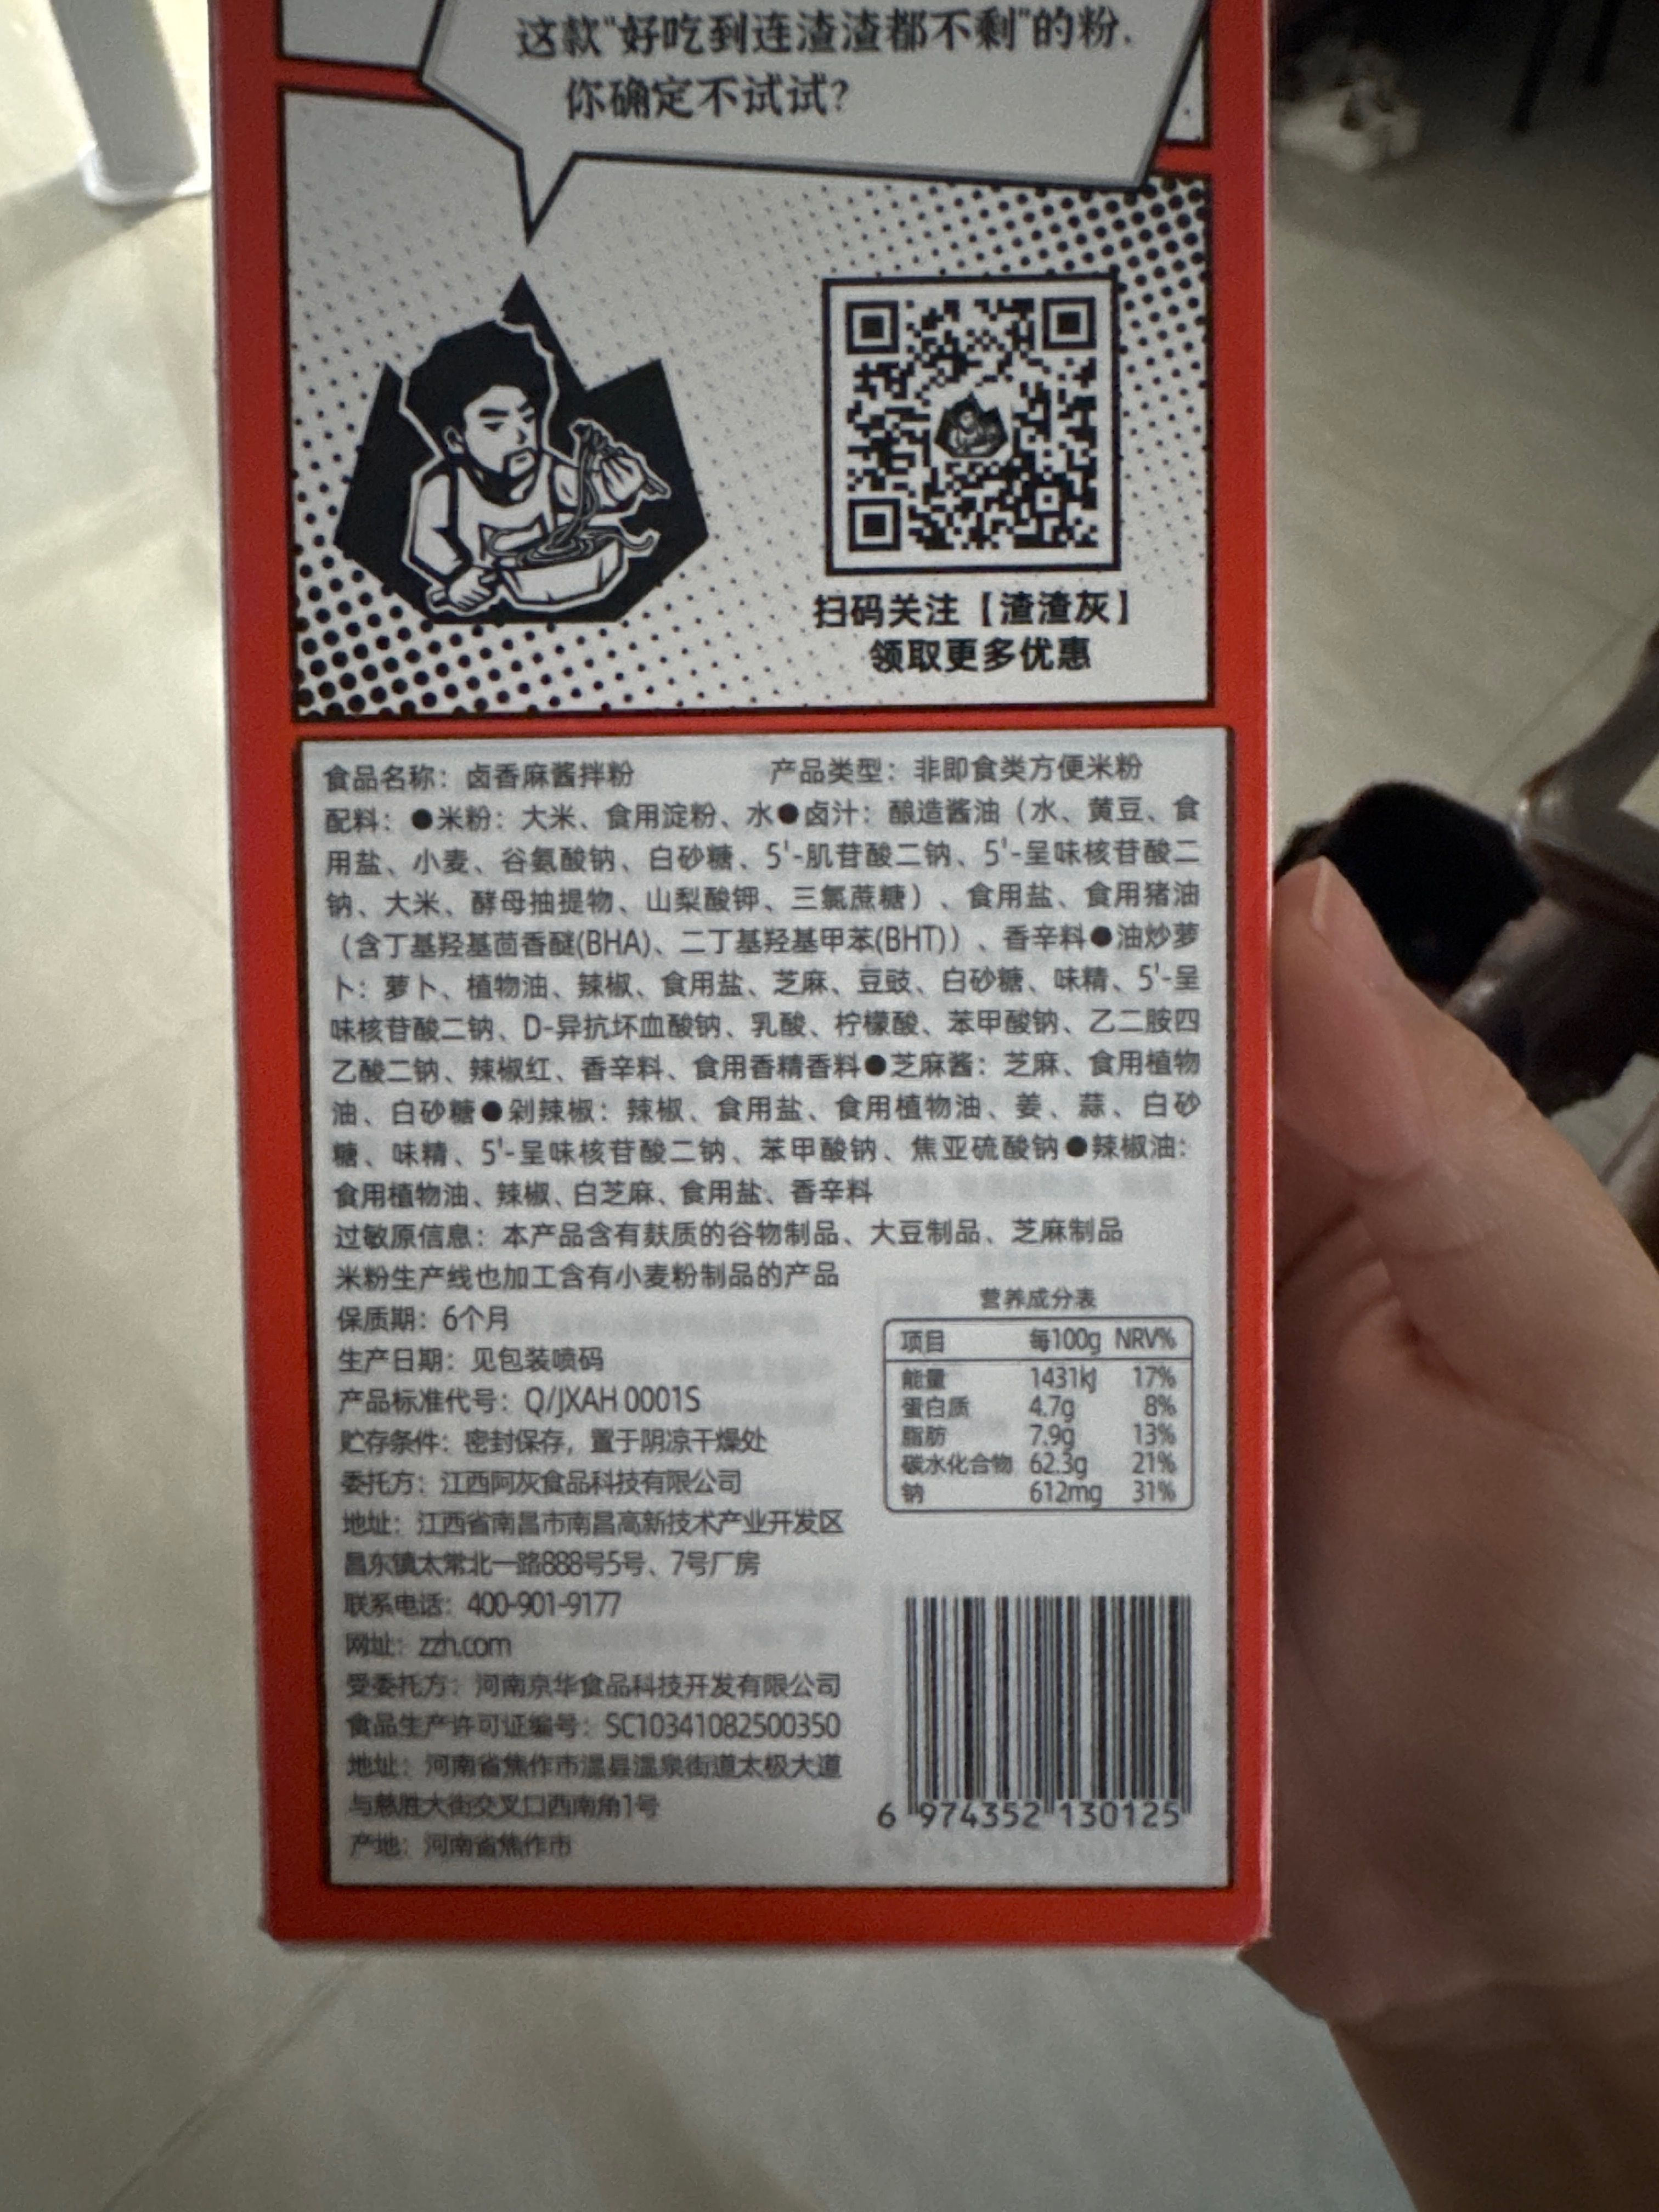 这款"好吃到连渣渣都不剩"的粉.
你确定不试试?
扫码关注【渣渣灰】
领取更多优惠
食品名称：卤香麻酱拌粉 产品类型：非即食类方便米粉
配料：●米粉：大米、食用淀粉、水●卤汁：酿造酱油（水、黄豆、食
用盐、小麦、谷氨酸钠、白砂糖、5'-肌苷酸二钠、5'-呈味核苷酸二
钠、大米、酵母抽提物、山梨酸钾、三氯蔗糖）、食用盐、食用猪油
（含丁基羟基茴香醚(BHA)、二丁基羟基甲苯(BHT)）、香辛料●油炒萝
卜：萝卜、植物油、辣椒、食用盐、芝麻、豆豉、白砂糖、味精、5'-呈
味核苷酸二钠、D-异抗坏血酸钠、乳酸、柠檬酸、苯甲酸钠、乙二胺四
乙酸二钠、辣椒红、香辛料、食用香精香料●芝麻酱：芝麻、食用植物
油、白砂糖●剁辣椒：辣椒、食用盐、食用植物油、姜、蒜、白砂
糖、味精、5'-呈味核苷酸二钠、苯甲酸钠、焦亚硫酸钠●辣椒油：
食用植物油、辣椒、白芝麻、食用盐、香辛料
过敏原信息：本产品含有麸质的谷物制品、大豆制品、芝麻制品
米粉生产线也加工含有小麦粉制品的产品
保质期：6个月
生产日期：见包装喷码
产品标准代号：Q/JXAH 0001S
贮存条件：密封保存，置于阴凉干燥处
委托方：江西阿灰食品科技有限公司
地址：江西省南昌市南昌高新技术产业开发区
昌东镇太常北一路888号5号、7号厂房
联系电话：400-901-9177
网址：zzh.com
受委托方：河南京华食品科技开发有限公司
食品生产许可证编号：SC10341082500350
地址：河南省焦作市温县温泉街道太极大道
与慈胜大街交叉口西南角1号
产地：河南省焦作市
营养成分表
项目 每100g NRV%
能量 1431kJ 17%
蛋白质 4.7g 8%
脂肪 7.9g 13%
碳水化合物 62.3g 21%
钠 612mg 31%
6 974352 130125